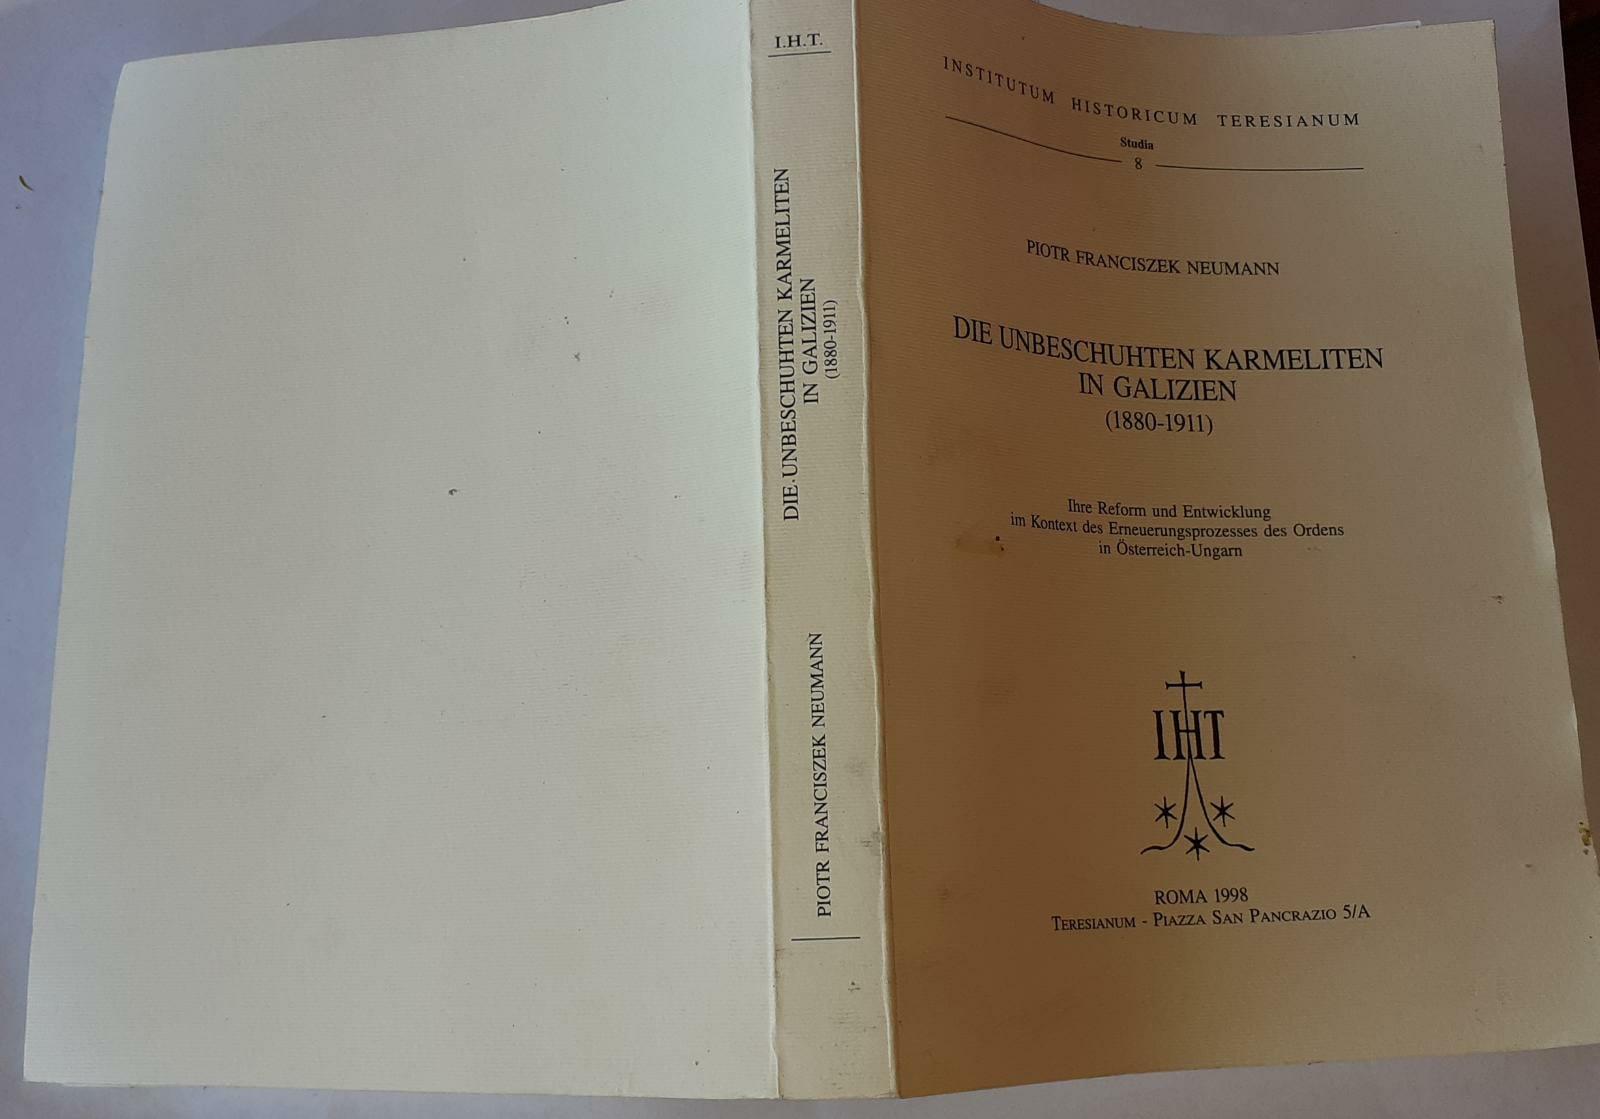 I.H.T.
DIE UNBESCHUHTEN KARMELITEN
IN GALIZIEN
(1880-1911)
PIOTR FRANCISZEK NEUMANN
INSTITUTUM HISTORICUM TERESIANUM
Studia
8
PIOTR FRANCISZEK NEUMANN
DIE UNBESCHUHTEN KARMELITEN
IN GALIZIEN
(1880-1911)
Ihre Reform und Entwicklung
im Kontext des Erneuerungsprozesses des Ordens
in Österreich-Ungarn
IHT
ROMA 1998
TERESIANUM - PIAZZA SAN PANCRAZIO 5/A